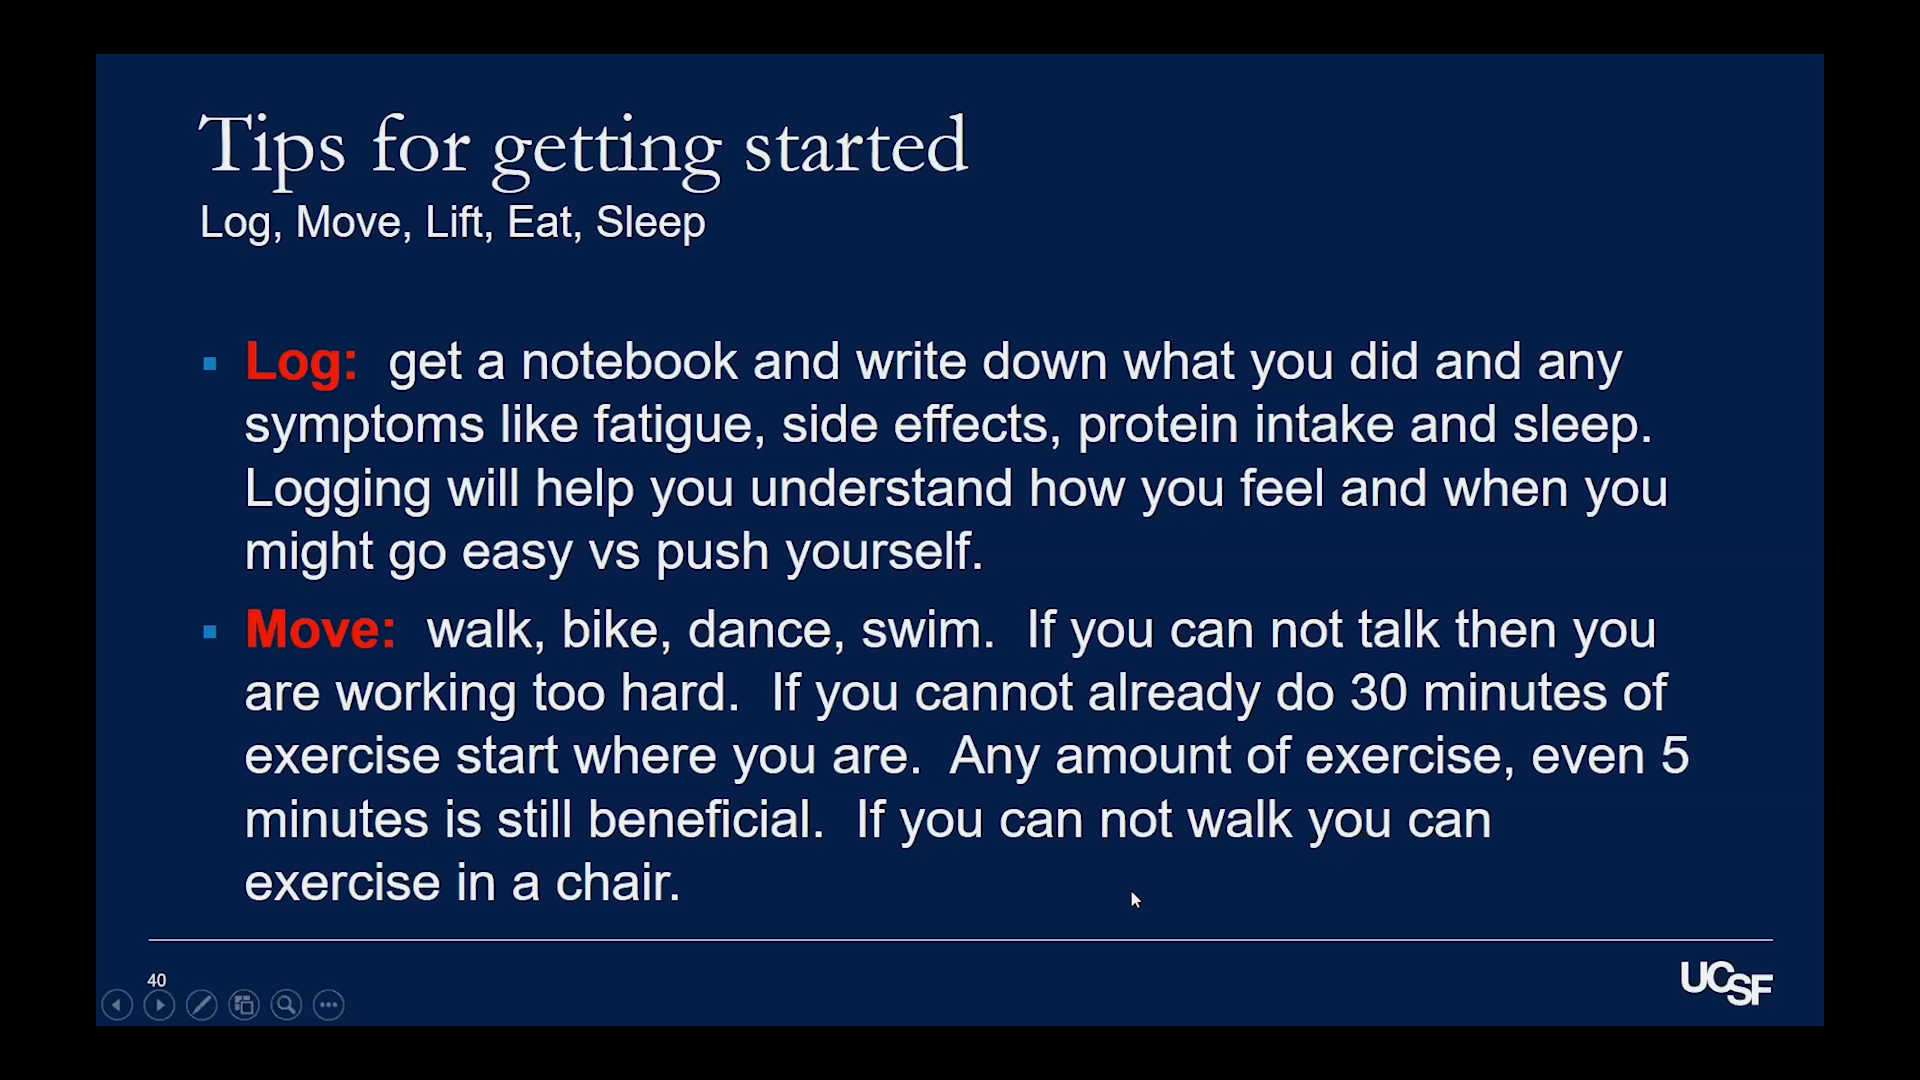 Tips for getting started
Log, Move, Lift, Eat, Sleep
Log: get a notebook and write down what you did and any
symptoms like fatigue, side effects, protein intake and sleep.
Logging will help you understand how you feel and when you
might go easy vs push yourself.
Move: walk, bike, dance, swim. If you can not talk then you
are working too hard. If you cannot already do 30 minutes of
exercise start where you are. Any amount of exercise, even 5
minutes is still beneficial. If you can not walk you can
exercise in a chair.
40
UCSF